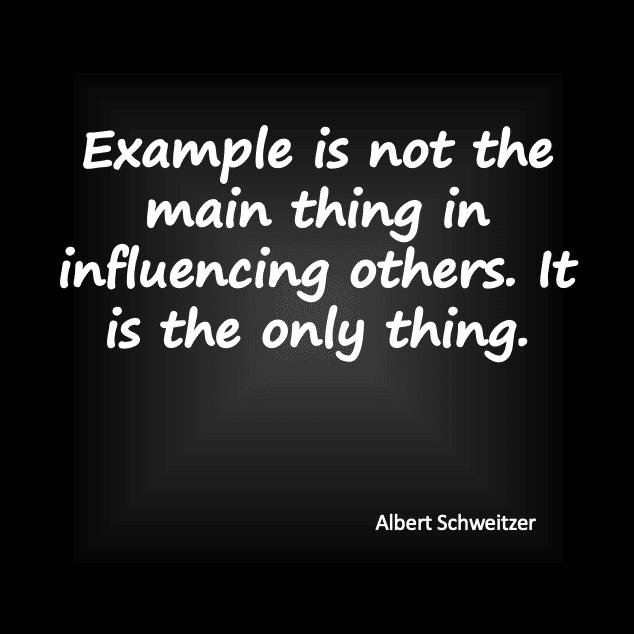 Example is not the
main thing in
influencing others. It
is the only thing.
Albert Schweitzer